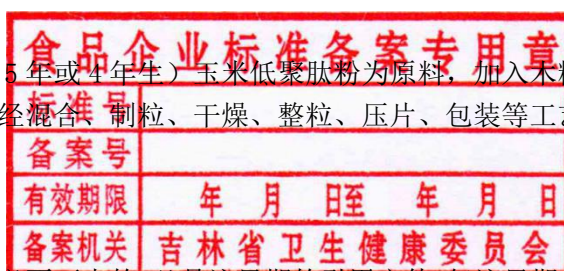 食品企业标准备案专用章
5年或4年生）玉米低聚肽粉为原料，加入木糖
标准号
经混合、制粒、干燥、整粒、压片、包装等工艺
备案号
有效期限 年 月 日至 年 月 日
备案机关 吉林省卫生健康委员会